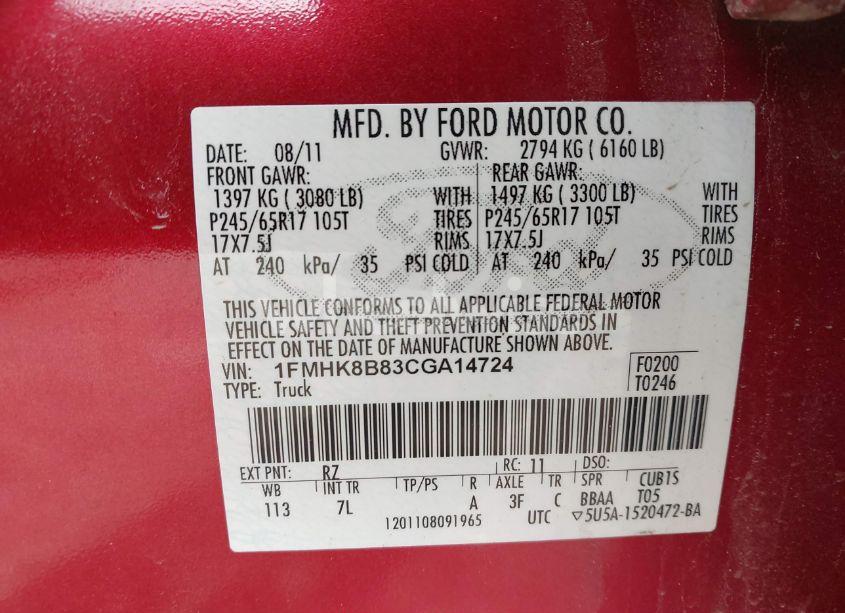 MFD. BY FORD MOTOR CO.
DATE: 08/11 GVWR: 2794 KG ( 6160 LB)
FRONT GAWR: REAR GAWR:
1397 KG ( 3080 LB) WITH 1497 KG ( 3300 LB) WITH
P245/65R17 105T TIRES P245/65R17 105T TIRES
17X7.5J RIMS 17X7.5J RIMS
AT 240 kPa/ 35 PSI COLD AT 240 kPa/ 35 PSI COLD
THIS VEHICLE CONFORMS TO ALL APPLICABLE FEDERAL MOTOR
VEHICLE SAFETY AND THEFT PREVENTION STANDARDS IN
EFFECT ON THE DATE OF MANUFACTURE SHOWN ABOVE.
VIN: 1FMHK8B83CGA14724 F0200
TYPE: Truck T0246
EXT PNT: RZ RC: 11 DSO:
WB INT TR TP/PS R AXLE TR SPR CUB1S
113 7L A 3F C BBAA T05
1201108091965 UTC ▽5U5A-1520472-BA